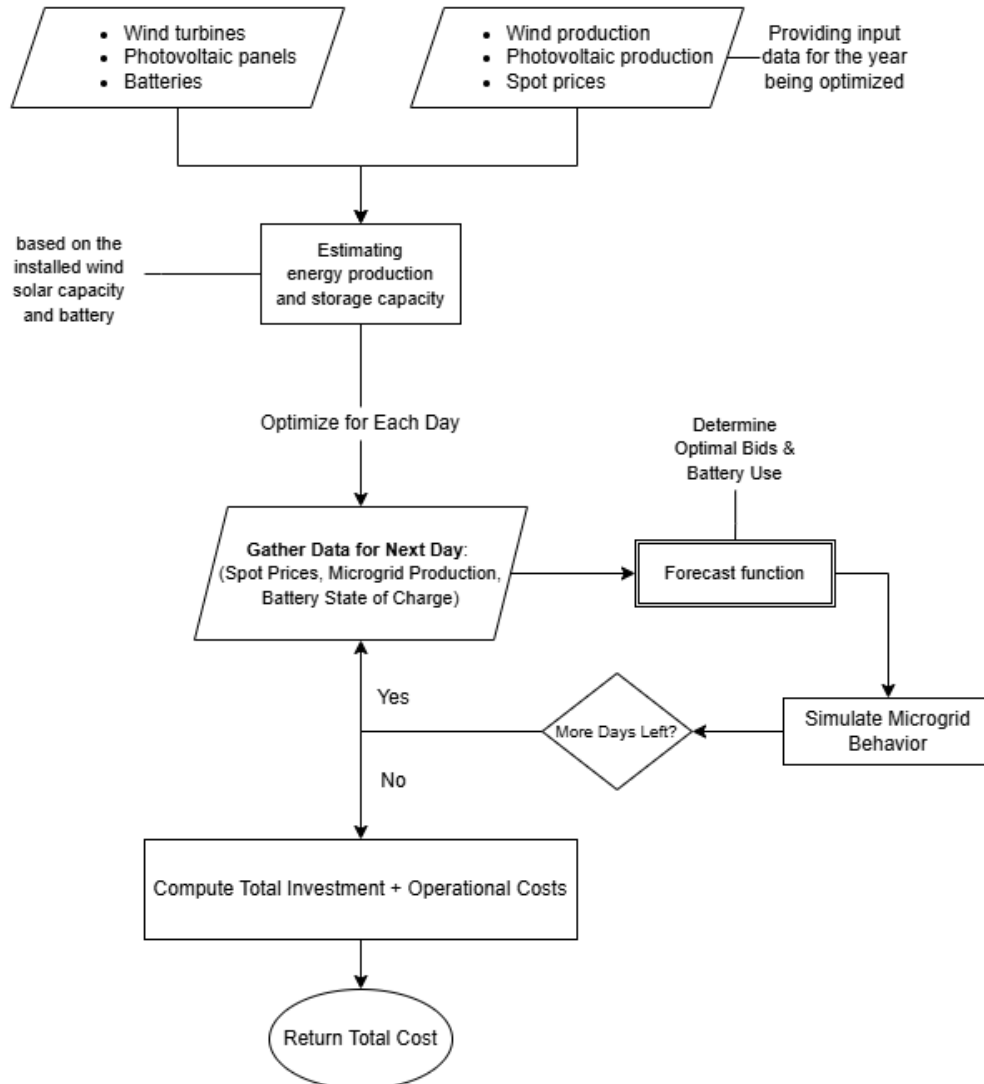 • Wind turbines
• Photovoltaic panels
• Batteries
• Wind production
• Photovoltaic production
• Spot prices
Providing input
data for the year
being optimized
based on the
installed wind
solar capacity
and battery
Estimating
energy production
and storage capacity
Optimize for Each Day
Determine
Optimal Bids &
Battery Use
Gather Data for Next Day:
(Spot Prices, Microgrid Production,
Battery State of Charge)
Forecast function
Yes
More Days Left?
Simulate Microgrid
Behavior
No
Compute Total Investment + Operational Costs
Return Total Cost